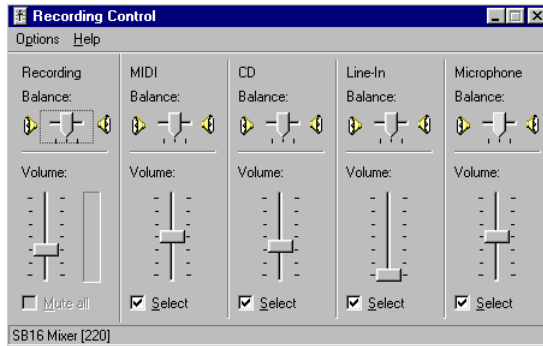 Recording Control
Options Help
Recording MIDI CD Line-In Microphone
Balance: Balance: Balance: Balance: Balance:
Volume: Volume: Volume: Volume: Volume:
Mute all Select Select Select Select
SB16 Mixer [220]